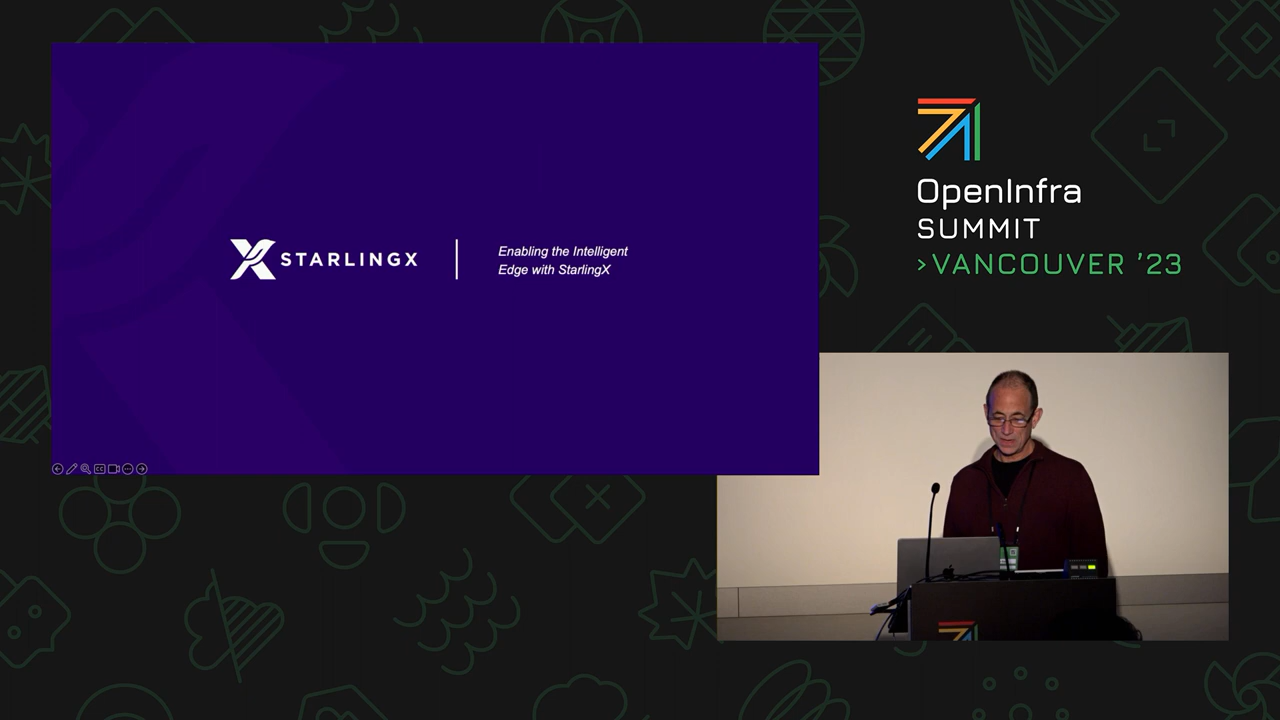 STARLINGX
Enabling the Intelligent
Edge with StarlingX
OpenInfra
SUMMIT
>VANCOUVER ’23